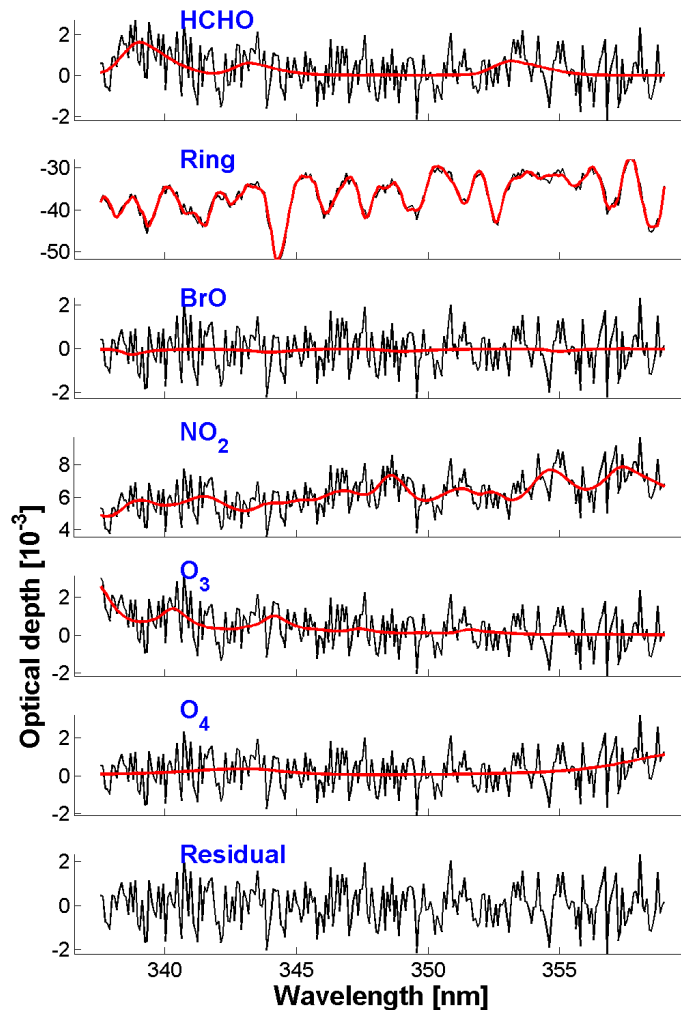 HCHO
2
0
-2
Ring
-30
-40
-50
BrO
2
0
-2
NO2
8
6
4
O3
2
0
-2
O4
2
0
-2
Residual
2
0
-2
340 345 350 355
Wavelength [nm]
Optical depth [10^-3]